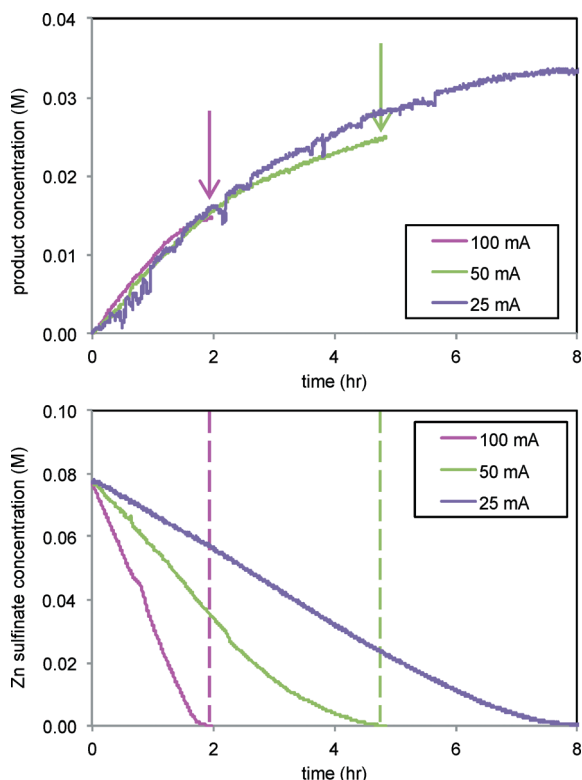 product concentration (M)
0.04
0.03
0.02
0.01
0.00
100 mA
50 mA
25 mA
0 2 4 6 8
time (hr)
Zn sulfinate concentration (M)
0.10
0.08
0.06
0.04
0.02
0.00
100 mA
50 mA
25 mA
0 2 4 6 8
time (hr)